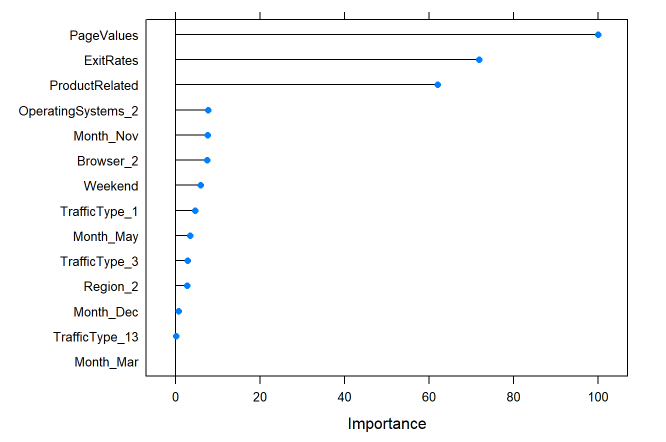 PageValues
ExitRates
ProductRelated
OperatingSystems_2
Month_Nov
Browser_2
Weekend
TrafficType_1
Month_May
TrafficType_3
Region_2
Month_Dec
TrafficType_13
Month_Mar
0 20 40 60 80 100
Importance